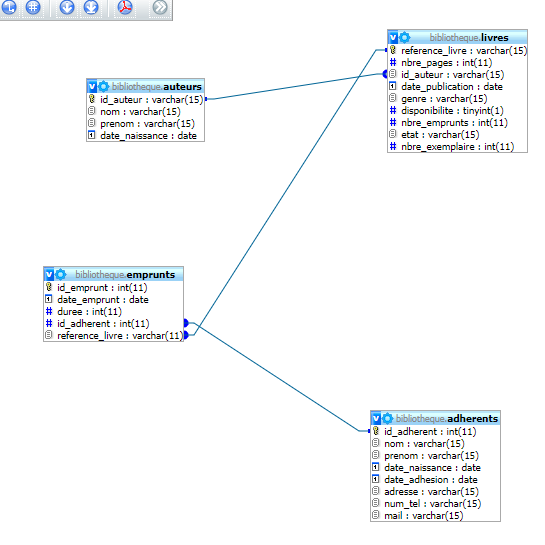 bibliotheque.livres
reference_livre : varchar(15)
nbre_pages : int(11)
id_auteur : varchar(15)
date_publication : date
genre : varchar(15)
disponibilite : tinyint(1)
nbre_emprunts : int(11)
etat : varchar(15)
nbre_exemplaire : int(11)
bibliotheque.auteurs
id_auteur : varchar(15)
nom : varchar(15)
prenom : varchar(15)
date_naissance : date
bibliotheque.emprunts
id_emprunt : int(11)
date_emprunt : date
duree : int(11)
id_adherent : int(11)
reference_livre : varchar(11)
bibliotheque.adherents
id_adherent : int(11)
nom : varchar(15)
prenom : varchar(15)
date_naissance : date
date_adhesion : date
adresse : varchar(15)
num_tel : varchar(15)
mail : varchar(15)